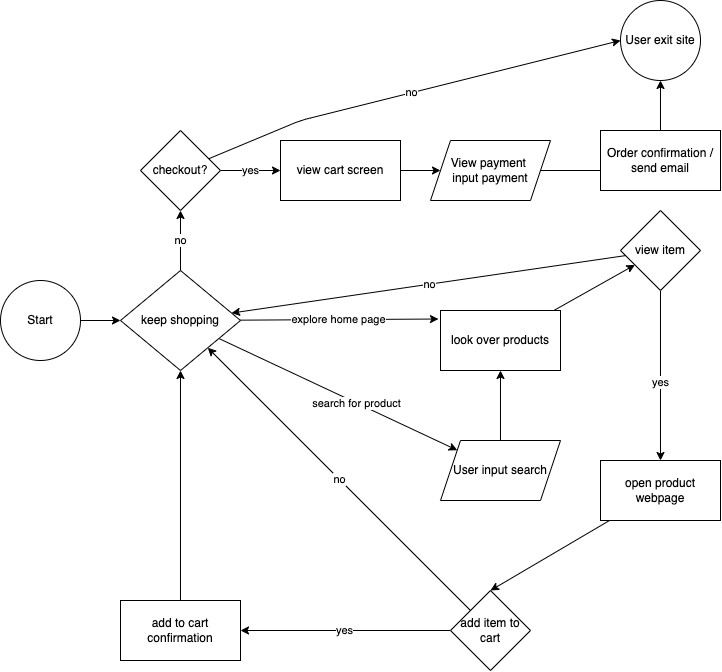 User exit site
no
checkout?
yes
view cart screen
View payment
input payment
Order confirmation /
send email
no
view item
no
Start
keep shopping
explore home page
look over products
yes
search for product
User input search
no
open product
webpage
add to cart
confirmation
yes
add item to
cart